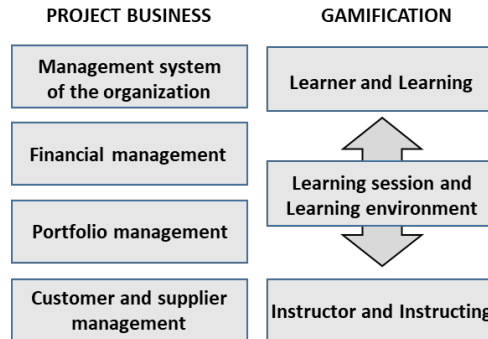 PROJECT BUSINESS
Management system
of the organization
Financial management
Portfolio management
Customer and supplier
management
GAMIFICATION
Learner and Learning
Learning session and
Learning environment
Instructor and Instructing